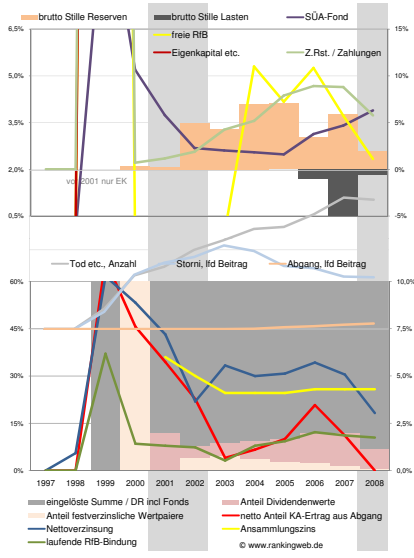 brutto Stille Reserven brutto Stille Lasten SÜA-Fond
freie RfB
Eigenkapital etc. Z.Rst. / Zahlungen
6,5% 15%
5,0% 10%
3,5% 5%
2,0% 0%
vor 2001 nur EK
0,5% -5%
Tod etc., Anzahl Storni, lfd Beitrag Abgang, lfd Beitrag
60% 10,0%
45% 7,5%
30% 5,0%
15% 2,5%
0% 0,0%
1997 1998 1999 2000 2001 2002 2003 2004 2005 2006 2007 2008
eingelöste Summe / DR incl Fonds Anteil Dividendenwerte
Anteil festverzinsliche Wertpaiere netto Anteil KA-Ertrag aus Abgang
Nettoverzinsung Ansammlungszins
laufende RfB-Bindung
© www.rankingweb.de